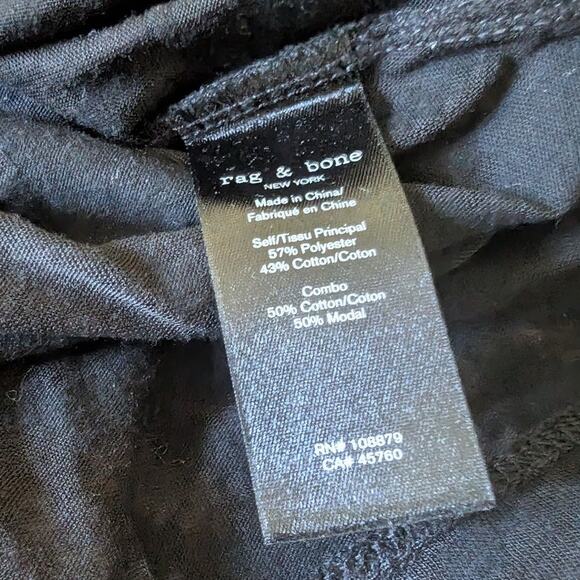 rag & bone
NEW YORK
Made in China/
Fabriqué en Chine
Self/Tissu Principal
57% Polyester
43% Cotton/Coton
Combo
50% Cotton/Coton
50% Modal
RN# 108879
CA# 45760